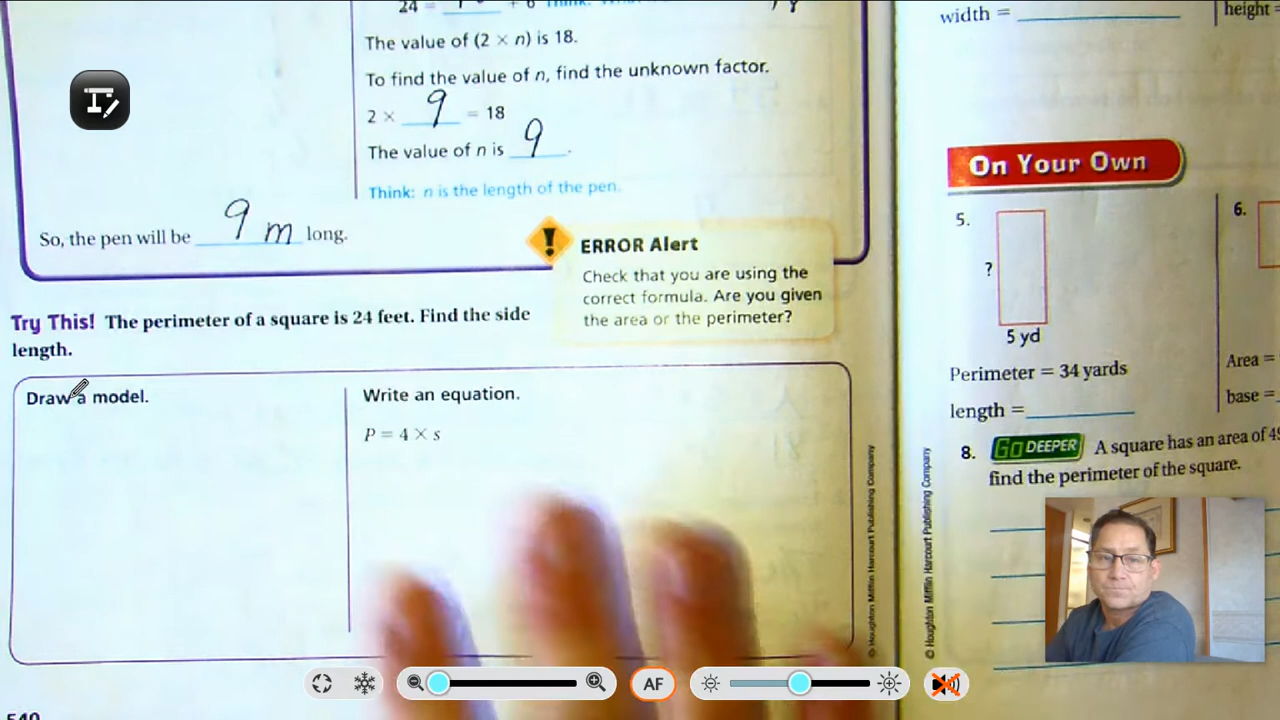 24 =
width =
height =
The value of (2 × n) is 18.
To find the value of n, find the unknown factor.
2 × 9 = 18
The value of n is 9.
Think: n is the length of the pen.
So, the pen will be 9 m long.
ERROR Alert
Check that you are using the
correct formula. Are you given
the area or the perimeter?
Try This! The perimeter of a square is 24 feet. Find the side
length.
Draw a model.
Write an equation.
P = 4 × s
© Houghton Mifflin Harcourt Publishing Company
© Houghton Mifflin Harcourt Publishing Company
On Your Own
5.
?
5 yd
Perimeter = 34 yards
length =
6.
Area =
base =
8. Go DEEPER A square has an area of 49
find the perimeter of the square.
AF